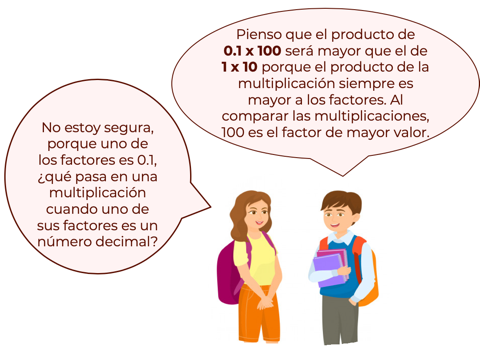 Pienso que el producto de
0.1 x 100 será mayor que el de
1 x 10 porque el producto de la
multiplicación siempre es
mayor a los factores. Al
comparar las multiplicaciones,
100 es el factor de mayor valor.
No estoy segura,
porque uno de
los factores es 0.1,
¿qué pasa en una
multiplicación
cuando uno de
sus factores es un
número decimal?